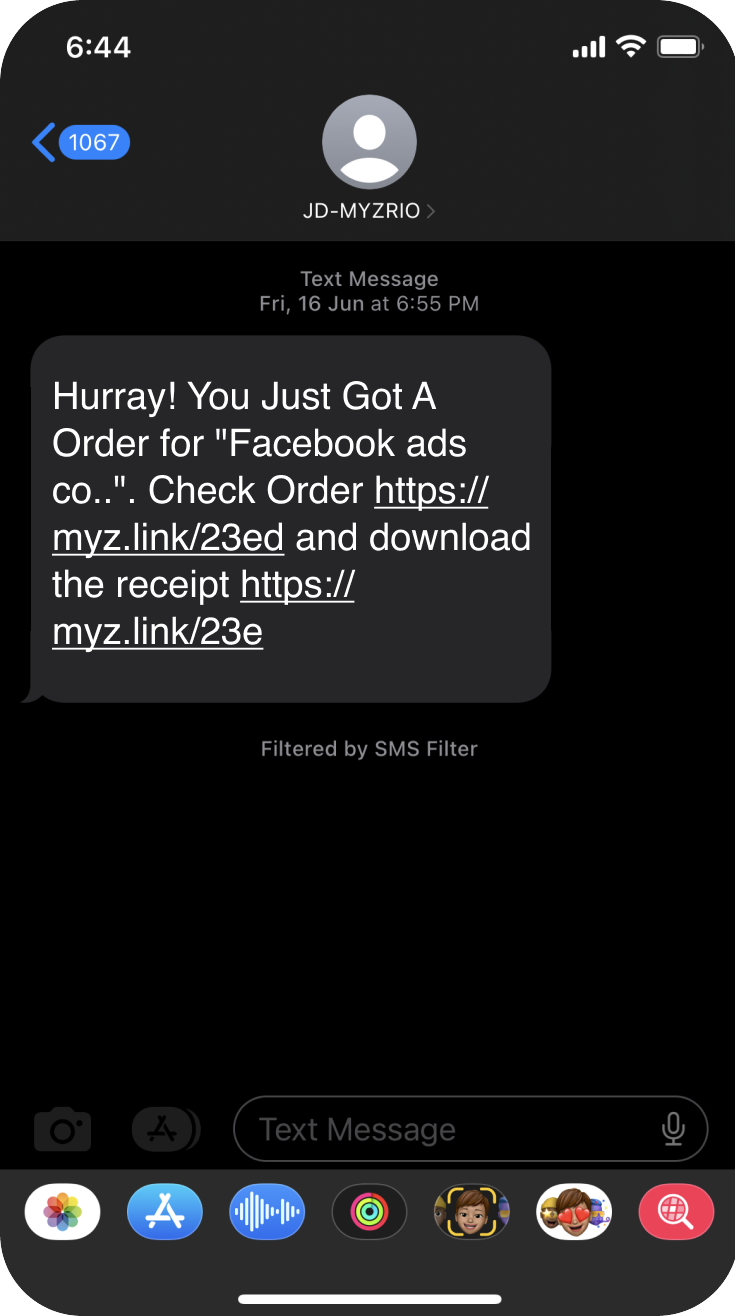 6:44
1067
JD-MYZRIO
Text Message
Fri, 16 Jun at 6:55 PM
Hurray! You Just Got A
Order for "Facebook ads
co..". Check Order https://
myz.link/23ed and download
the receipt https://
myz.link/23e
Filtered by SMS Filter
Text Message